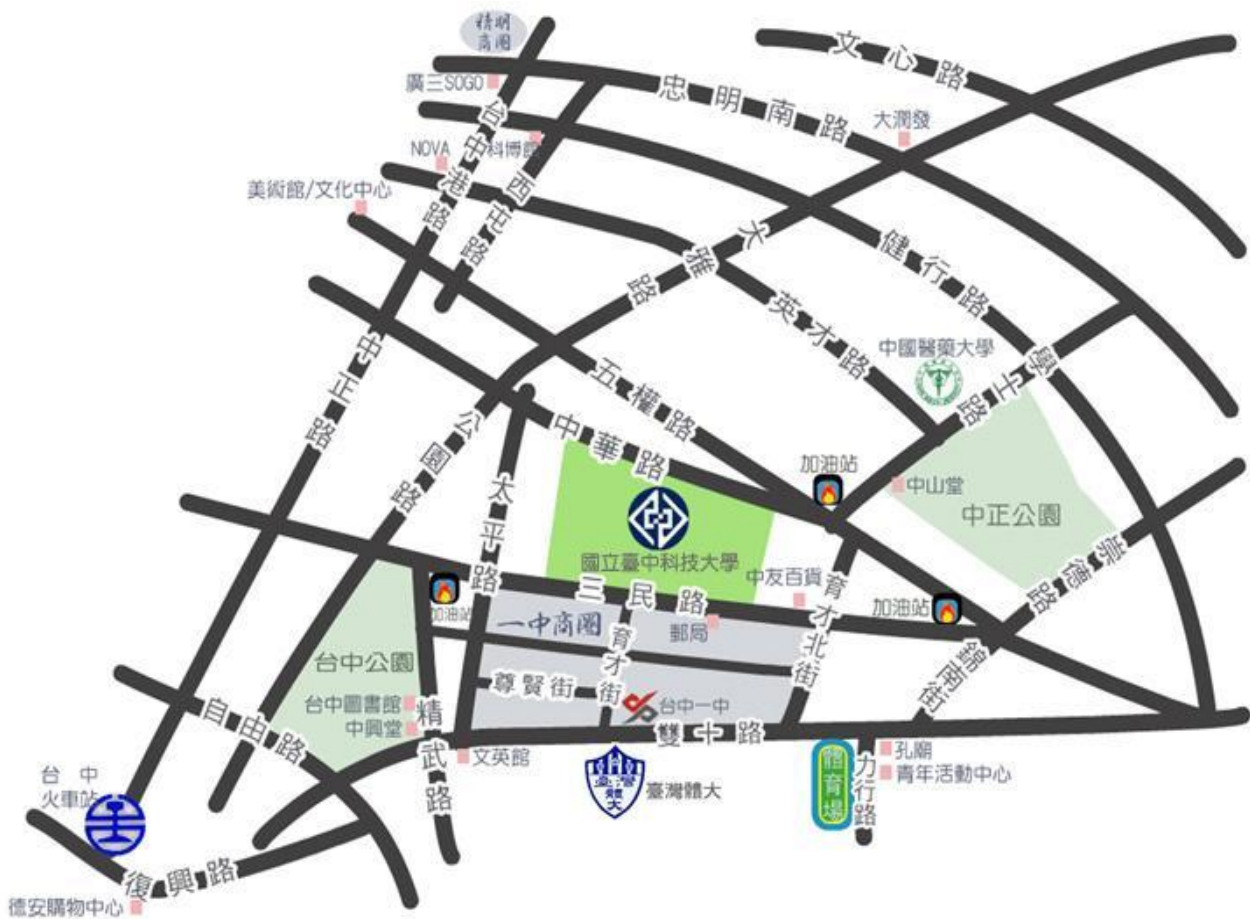 精明
商圈
文心路
廣三SOGO
忠明南路
大潤發
台中港路
NOVA
科博館
西屯路
美術館/文化中心
大雅路
健行路
英才路
中國醫藥大學
學士路
中正路
公園路
五權路
中華路
太平路
加油站
中山堂
中正公園
崇德路
國立臺中科技大學
中友百貨
三民路
加油站
加油站
一中商圈
郵局
育才街
育才北街
錦南街
台中公園
尊賢街
台中圖書館
中興堂
精武路
台中一中
自由路
雙十路
文英館
孔廟
青年活動中心
力行路
體育場
臺灣
體
大
臺灣體大
台中
火車站
復興路
德安購物中心